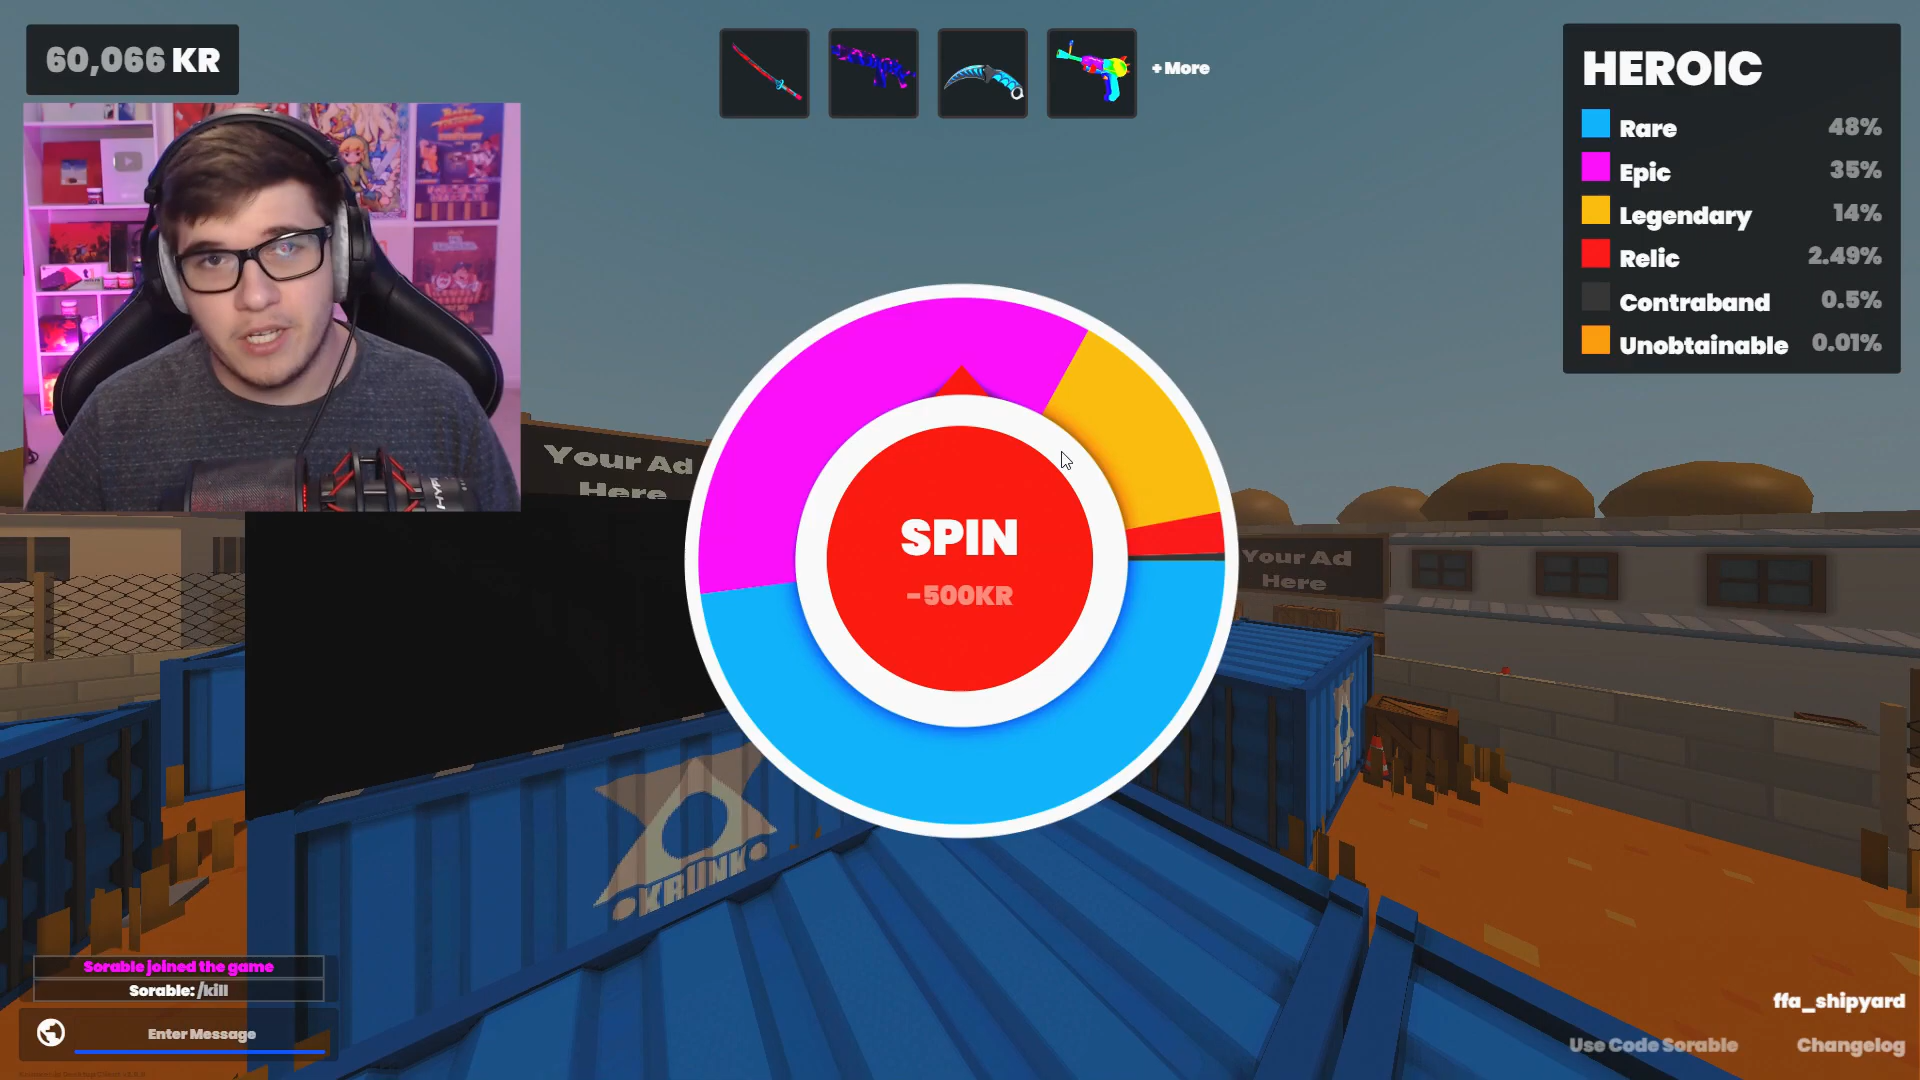 60,066 KR
+ More
HEROIC
Rare 48%
Epic 35%
Legendary 14%
Relic 2.49%
Contraband 0.5%
Unobtainable 0.01%
Your Ad
Here
SPIN
-500KR
Your Ad
Here
KRUNK
Sorable joined the game
Sorable: /kill
Enter Message
ffa_shipyard
Use Code Sorable
Changelog